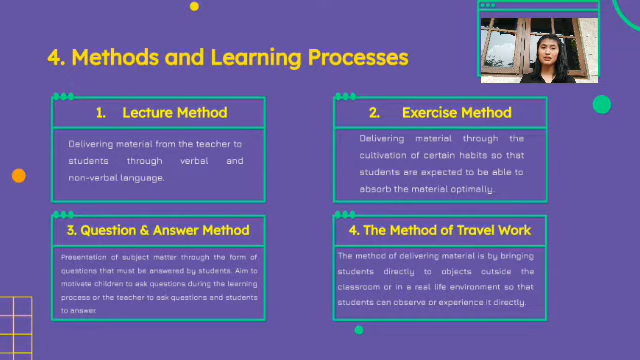 4. Methods and Learning Processes
1. Lecture Method
Delivering material from the teacher to
students through verbal and
non-verbal language.
2. Exercise Method
Delivering material through the
cultivation of certain habits so that
students are expected to be able to
absorb the material optimally.
3. Question & Answer Method
Presentation of subject matter through the form of
questions that must be answered by students. Aim to
motivate children to ask questions during the learning
process or the teacher to ask questions and students
to answer.
4. The Method of Travel Work
The method of delivering material is by bringing
students directly to objects outside the
classroom or in a real life environment so that
students can observe or experience it directly.